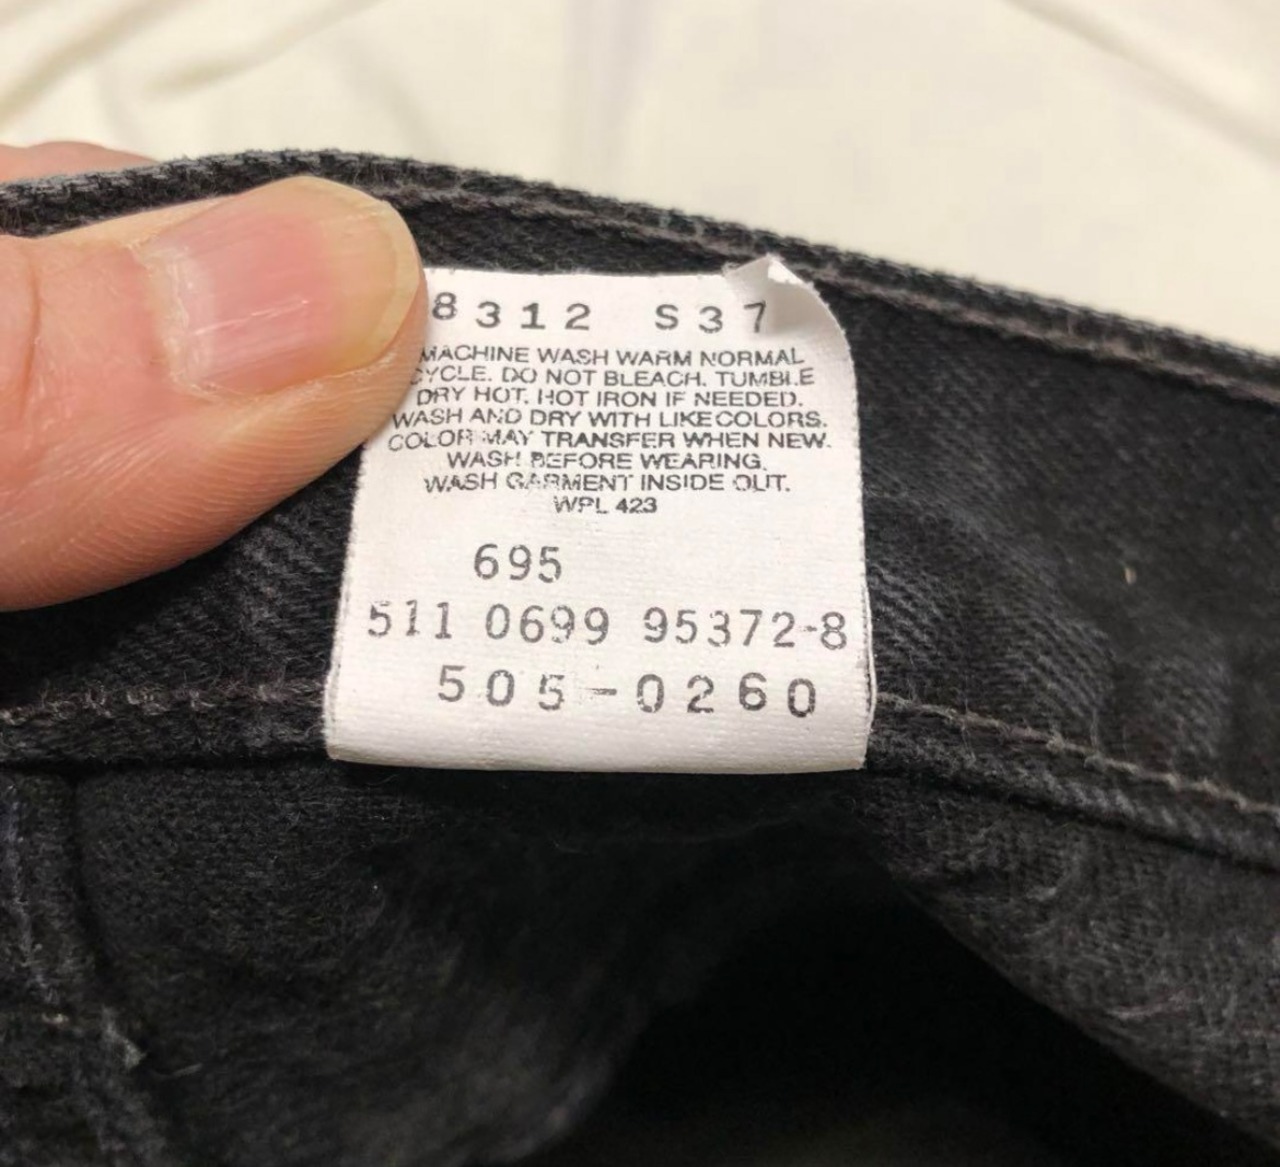 8312 S37
MACHINE WASH WARM NORMAL
CYCLE. DO NOT BLEACH. TUMBLE
DRY HOT. HOT IRON IF NEEDED.
WASH AND DRY WITH LIKE COLORS.
COLOR MAY TRANSFER WHEN NEW.
WASH BEFORE WEARING.
WASH GARMENT INSIDE OUT.
WPL 423
695
511 0699 95372-8
505-0260